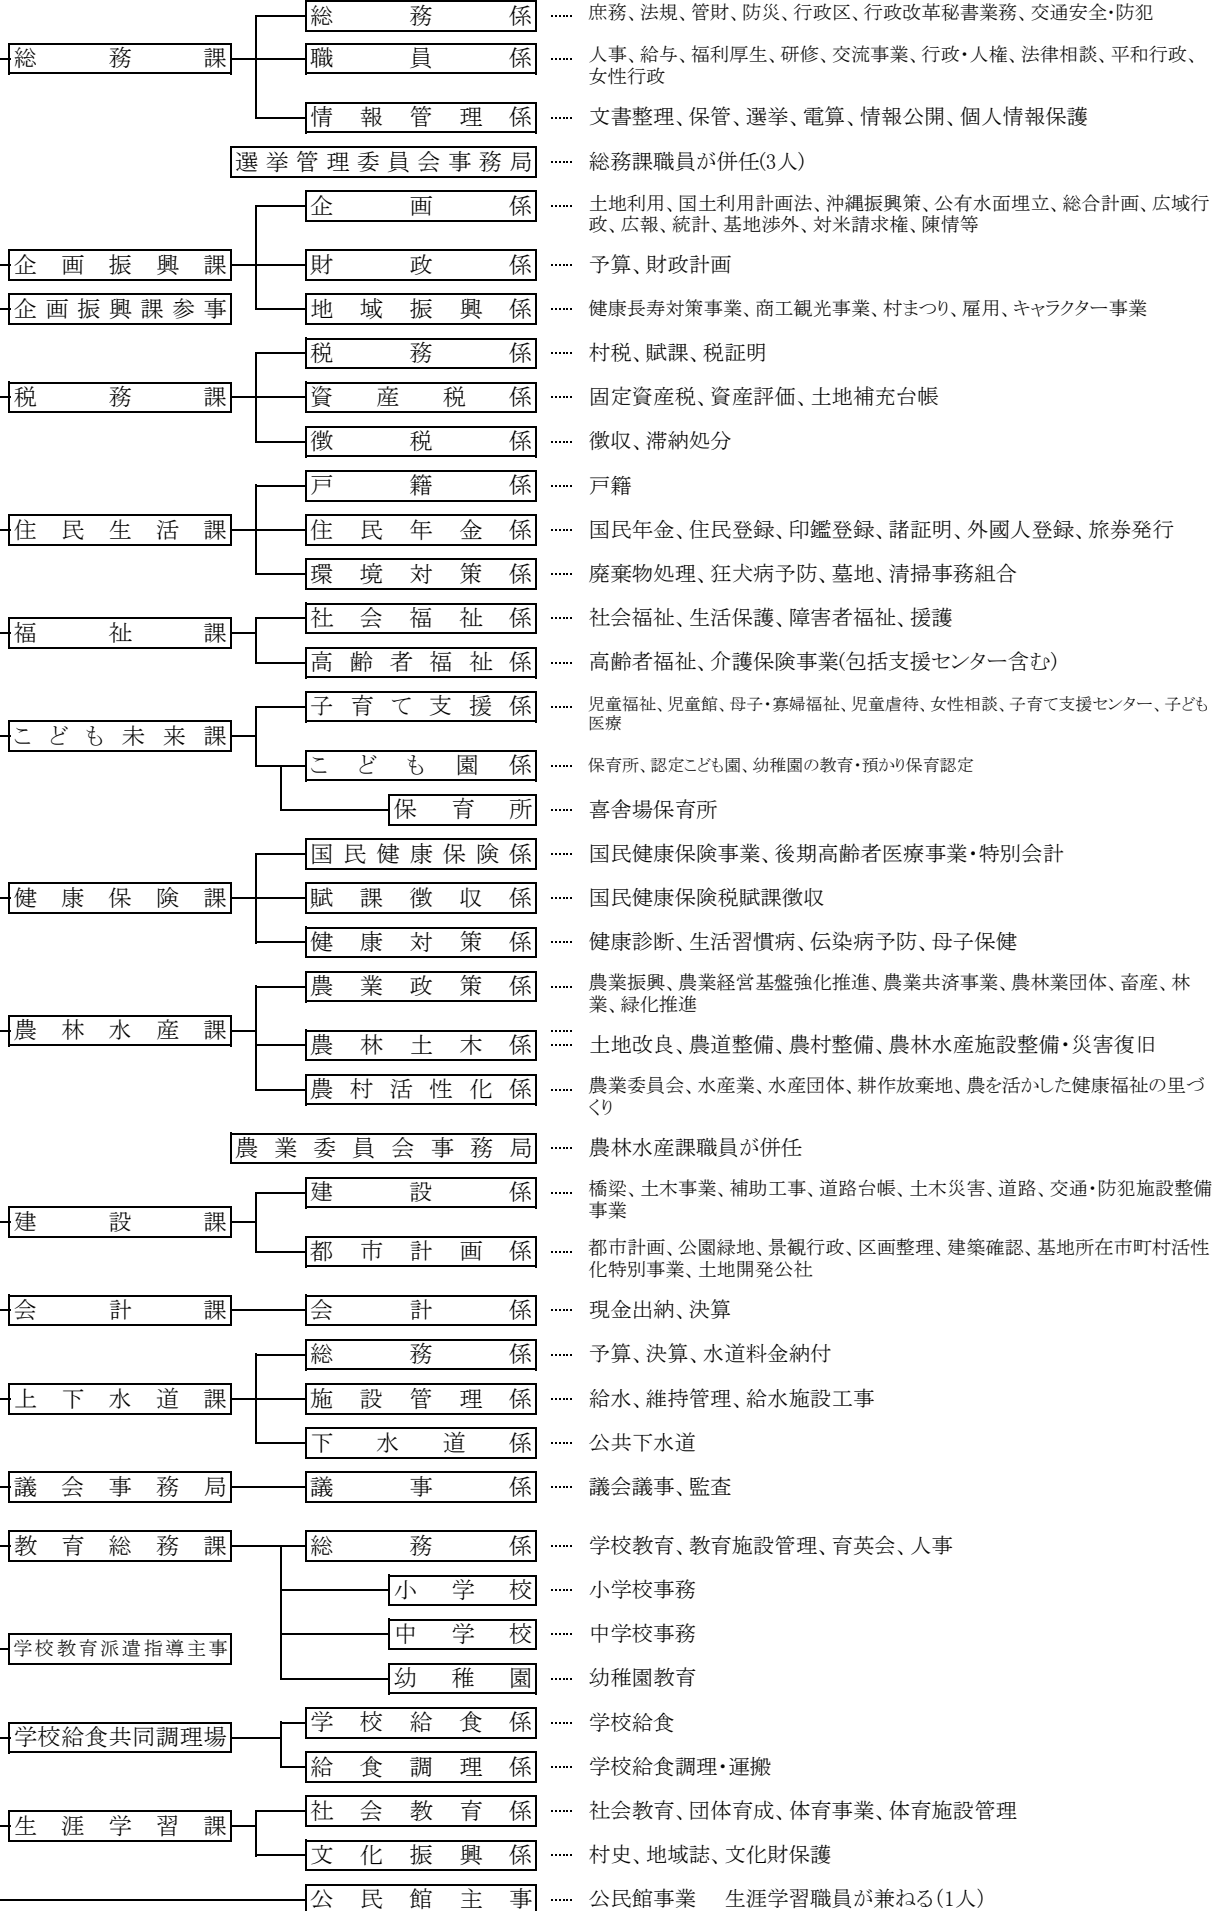 総務係 庶務、法規、管財、防災、行政区、行政改革秘書業務、交通安全・防犯
総務課 職員係 人事、給与、福利厚生、研修、交流事業、行政・人権、法律相談、平和行政、
女性行政
情報管理係 文書整理、保管、選挙、電算、情報公開、個人情報保護
選挙管理委員会事務局 総務課職員が併任(3人)
企画係 土地利用、国土利用計画法、沖縄振興策、公有水面埋立、総合計画、広域行
政、広報、統計、基地渉外、対米請求権、陳情等
企画振興課 財政係 予算、財政計画
企画振興課参事 地域振興係 健康長寿対策事業、商工観光事業、村まつり、雇用、キャラクター事業
税務係 村税、賦課、税証明
税務課 資産税係 固定資産税、資産評価、土地補充台帳
徴税係 徴収、滞納処分
戸籍係 戸籍
住民生活課 住民年金係 国民年金、住民登録、印鑑登録、諸証明、外國人登録、旅券発行
環境対策係 廃棄物処理、狂犬病予防、墓地、清掃事務組合
社会福祉係 社会福祉、生活保護、障害者福祉、援護
福祉課
高齢者福祉係 高齢者福祉、介護保険事業(包括支援センター含む)
子育て支援係 児童福祉、児童館、母子・寡婦福祉、児童虐待、女性相談、子育て支援センター、子ども
医療
こども未来課
こども園係 保育所、認定こども園、幼稚園の教育・預かり保育認定
保育所 喜舎場保育所
国民健康保険係 国民健康保険事業、後期高齢者医療事業・特別会計
健康保険課 賦課徴収係 国民健康保険税賦課徴収
健康対策係 健康診断、生活習慣病、伝染病予防、母子保健
農業政策係 農業振興、農業経営基盤強化推進、農業共済事業、農林業団体、畜産、林
業、緑化推進
農林水産課
農林土木係 土地改良、農道整備、農村整備、農林水産施設整備・災害復旧
農村活性化係 農業委員会、水産業、水産団体、耕作放棄地、農を活かした健康福祉の里づ
くり
農業委員会事務局 農林水産課職員が併任
建設係 橋梁、土木事業、補助工事、道路台帳、土木災害、道路、交通・防犯施設整備
事業
建設課
都市計画係 都市計画、公園緑地、景観行政、区画整理、建築確認、基地所在市町村活性
化特別事業、土地開発公社
会計課 会計係 現金出納、決算
総務係 予算、決算、水道料金納付
上下水道課 施設管理係 給水、維持管理、給水施設工事
下水道係 公共下水道
議会事務局 議事係 議会議事、監査
教育総務課 総務係 学校教育、教育施設管理、育英会、人事
小学校 小学校事務
中学校 中学校事務
学校教育派遣指導主事
幼稚園 幼稚園教育
学校給食係 学校給食
学校給食共同調理場
給食調理係 学校給食調理・運搬
社会教育係 社会教育、団体育成、体育事業、体育施設管理
生涯学習課
文化振興係 村史、地域誌、文化財保護
公民館主事 公民館事業 生涯学習職員が兼ねる(1人)